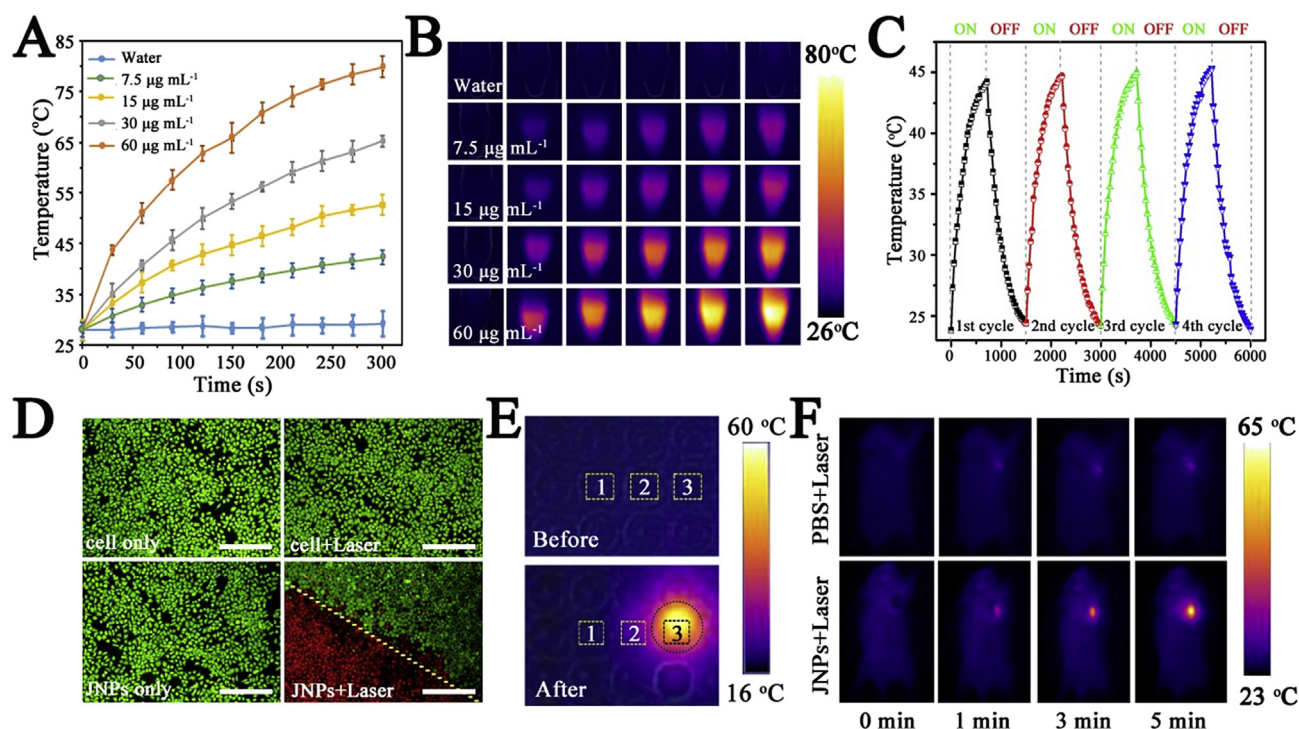 A
85
75
65
55
45
35
25
Temperature (°C)
Water
7.5 µg mL⁻¹
15 µg mL⁻¹
30 µg mL⁻¹
60 µg mL⁻¹
0 50 100 150 200 250 300
Time (s)
B
Water
7.5 µg mL⁻¹
15 µg mL⁻¹
30 µg mL⁻¹
60 µg mL⁻¹
80°C
26°C
C
ON OFF ON OFF ON OFF ON OFF
45
40
35
30
25
Temperature (°C)
1st cycle 2nd cycle 3rd cycle 4th cycle
0 1000 2000 3000 4000 5000 6000
Time (s)
D
cell only
cell+Laser
JNPs only
JNPs+Laser
E
1 2 3
Before
1 2 3
After
60 °C
16 °C
F
PBS+Laser
JNPs+Laser
0 min 1 min 3 min 5 min
65 °C
23 °C